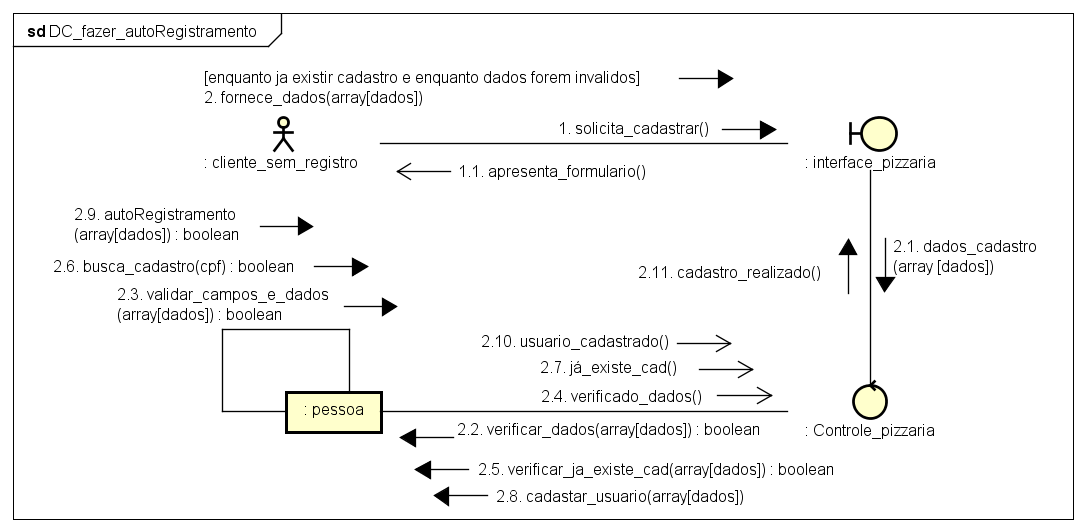 sd DC_fazer_autoRegistramento
[enquanto ja existir cadastro e enquanto dados forem invalidos]
2. fornece_dados(array[dados])
1. solicita_cadastrar()
: cliente_sem_registro
: interface_pizzaria
1.1. apresenta_formulario()
2.9. autoRegistramento
(array[dados]) : boolean
2.6. busca_cadastro(cpf) : boolean
2.3. validar_campos_e_dados
(array[dados]) : boolean
2.1. dados_cadastro
(array [dados])
2.11. cadastro_realizado()
2.10. usuario_cadastrado()
2.7. já_existe_cad()
2.4. verificado_dados()
: pessoa
2.2. verificar_dados(array[dados]) : boolean
: Controle_pizzaria
2.5. verificar_ja_existe_cad(array[dados]) : boolean
2.8. cadastar_usuario(array[dados])